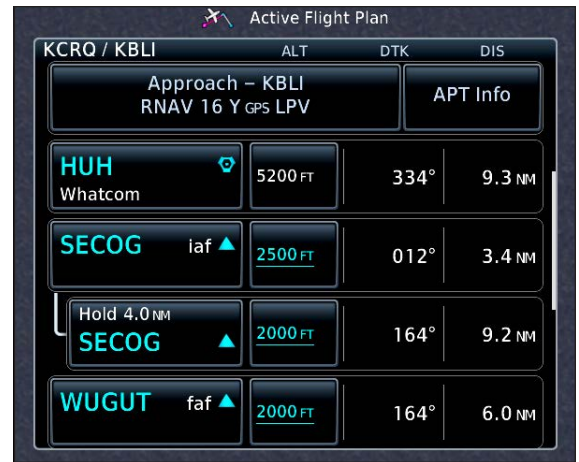 Active Flight Plan
KCRQ / KBLI ALT DTK DIS
Approach – KBLI
RNAV 16 Y GPS LPV
APT Info
HUH
Whatcom
5200 FT 334° 9.3 NM
SECOG iaf 2500 FT 012° 3.4 NM
Hold 4.0 NM
SECOG
2000 FT 164° 9.2 NM
WUGUT faf 2000 FT 164° 6.0 NM